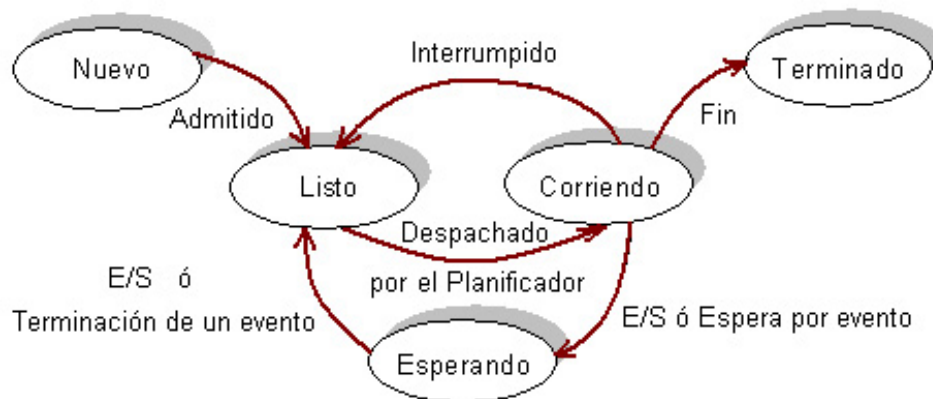 Nuevo
Interrumpido
Terminado
Admitido
Fin
Listo
Corriendo
Despachado
por el Planificador
E/S ó
Terminación de un evento
E/S ó Espera por evento
Esperando